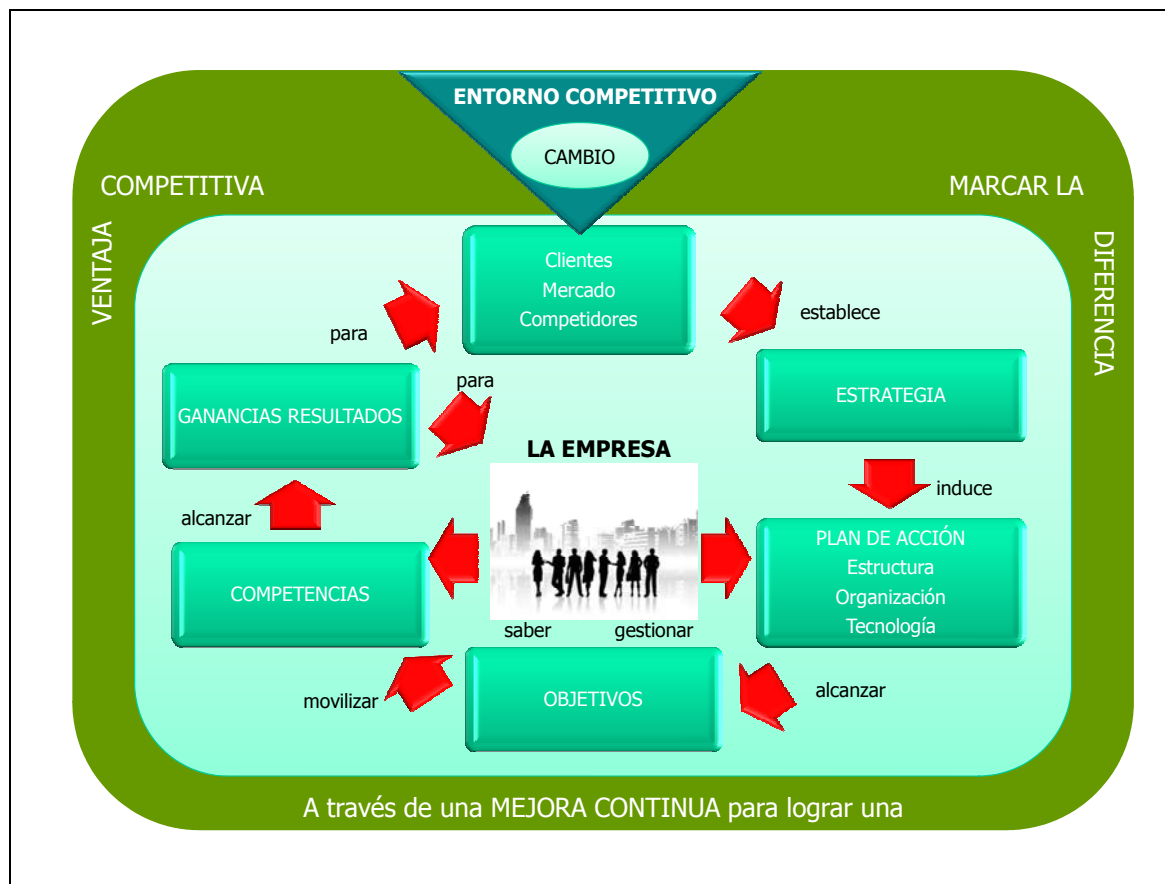 ENTORNO COMPETITIVO
CAMBIO
COMPETITIVA
MARCAR LA
VENTAJA
DIFERENCIA
Clientes
Mercado
Competidores
establece
para
para
GANANCIAS RESULTADOS
ESTRATEGIA
LA EMPRESA
induce
alcanzar
PLAN DE ACCIÓN
Estructura
Organización
Tecnología
COMPETENCIAS
saber
gestionar
movilizar
OBJETIVOS
alcanzar
A través de una MEJORA CONTINUA para lograr una